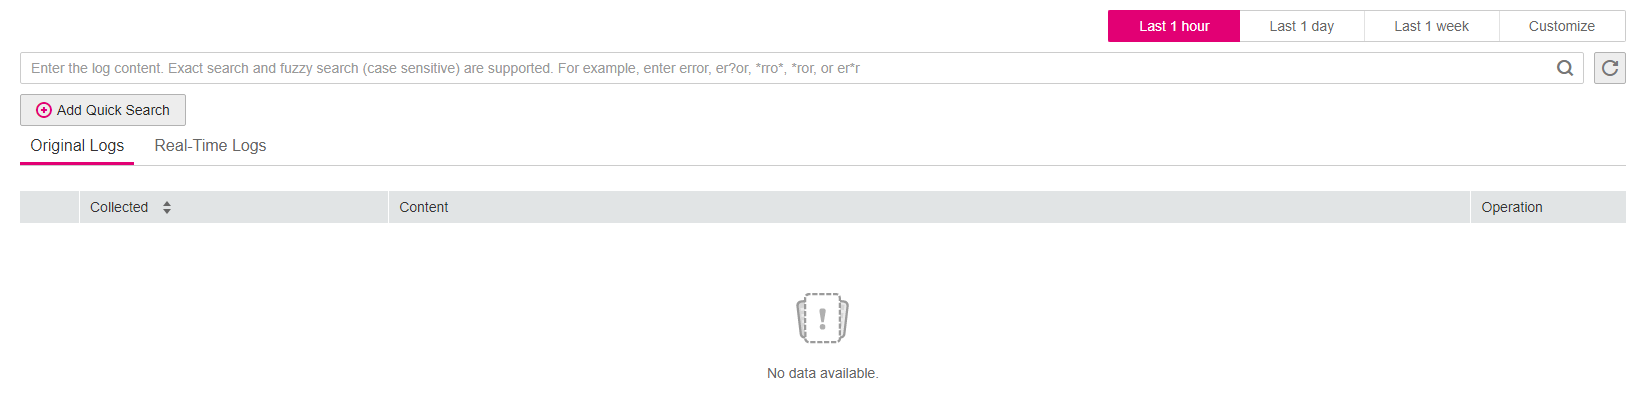 Last 1 hour Last 1 day Last 1 week Customize
Enter the log content. Exact search and fuzzy search (case sensitive) are supported. For example, enter error, er?or, *rro*, *ror, or er*r
Add Quick Search
Original Logs Real-Time Logs
Collected Content Operation
No data available.